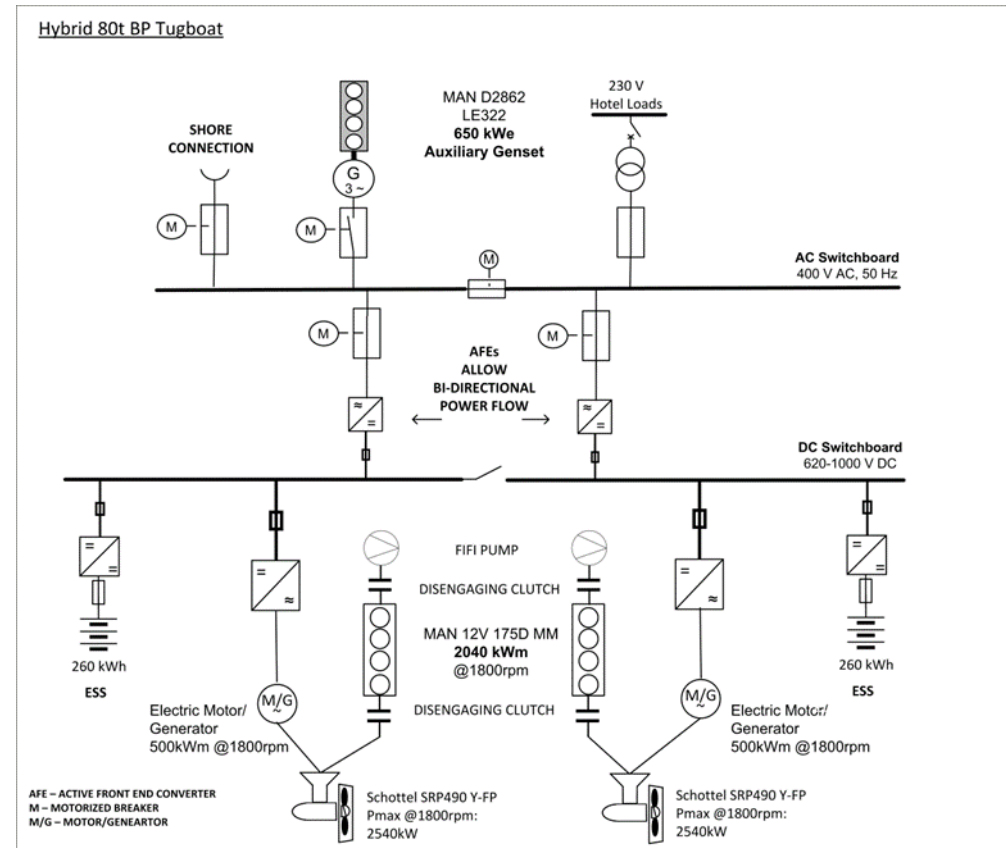 Hybrid 80t BP Tugboat
SHORE
CONNECTION
MAN D2862
LE322
650 kWe
Auxiliary Genset
230 V
Hotel Loads
G
3 ~
M
M
M
AC Switchboard
400 V AC, 50 Hz
M
M
AFEs
ALLOW
BI-DIRECTIONAL
POWER FLOW
DC Switchboard
620-1000 V DC
FIFI PUMP
DISENGAGING CLUTCH
MAN 12V 175D MM
2040 kWm
@1800rpm
DISENGAGING CLUTCH
260 kWh
ESS
260 kWh
ESS
M/G
~
Electric Motor/
Generator
500kWm @1800rpm
M/G
~
Electric Motor/
Generator
500kWm @1800rpm
Schottel SRP490 Y-FP
Pmax @1800rpm:
2540kW
Schottel SRP490 Y-FP
Pmax @1800rpm:
2540kW
AFE – ACTIVE FRONT END CONVERTER
M – MOTORIZED BREAKER
M/G – MOTOR/GENEARTOR